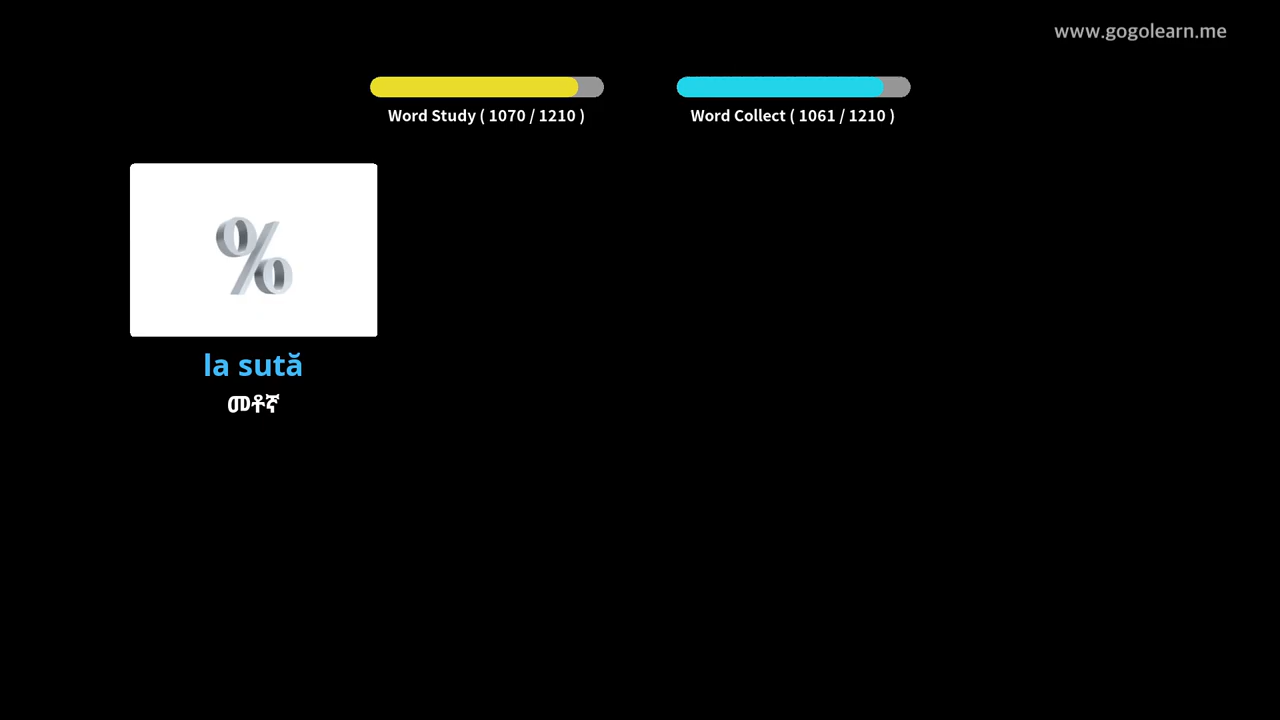 www.gogolearn.me
Word Study ( 1070 / 1210 )
Word Collect ( 1061 / 1210 )
%
la sută
መቶኛ